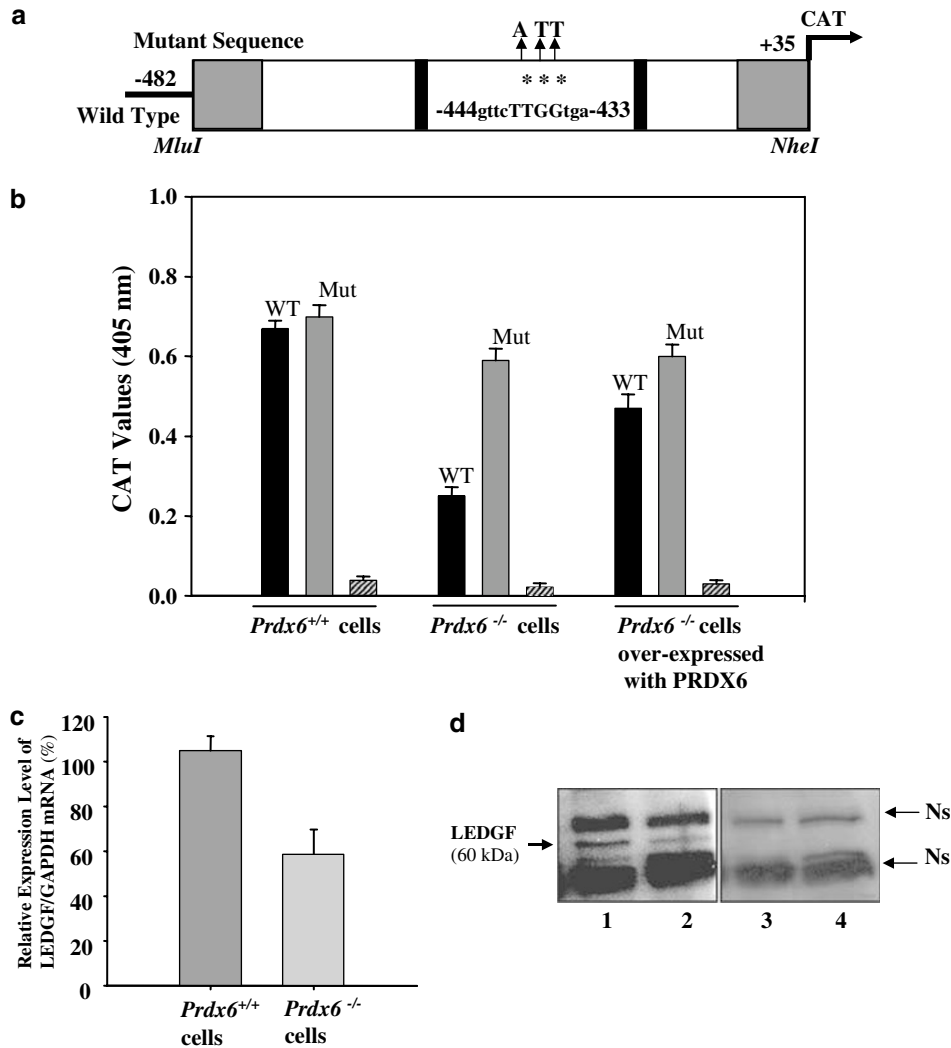 a
CAT
A TT
Mutant Sequence
+35
-482
* * *
Wild Type
-444gttcTTGGtga-433
MluI
NheI
b
CAT Values (405 nm)
1.0
0.8
0.6
0.4
0.2
0.0
WT
Mut
WT
Mut
WT
Mut
Prdx6+/+ cells
Prdx6 -/- cells
Prdx6 -/- cells
over-expressed
with PRDX6
c
Relative Expression Level of
LEDGF/GAPDH mRNA (%)
120
100
80
60
40
20
0
Prdx6+/+
cells
Prdx6 -/-
cells
d
LEDGF
(60 kDa)
Ns
Ns
1 2 3 4